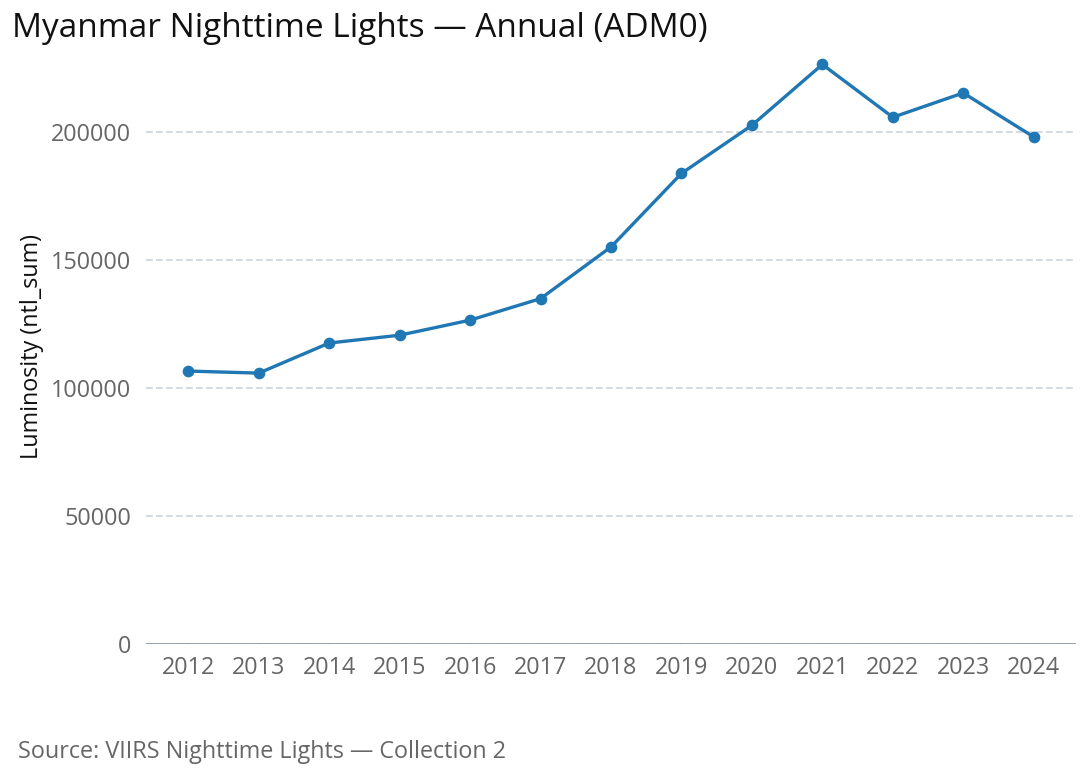 Myanmar Nighttime Lights — Annual (ADM0)
Luminosity (ntl_sum)
200000
150000
100000
50000
0
2012 2013 2014 2015 2016 2017 2018 2019 2020 2021 2022 2023 2024
Source: VIIRS Nighttime Lights — Collection 2